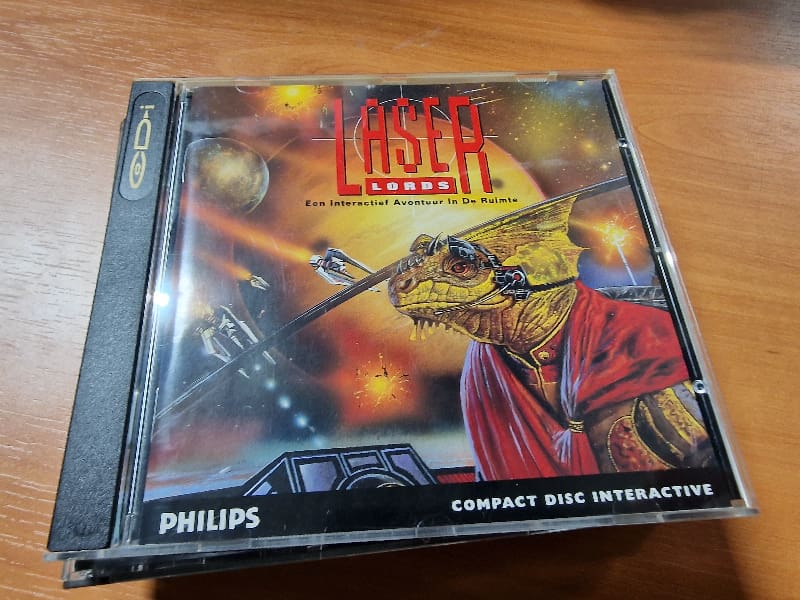 CD-i
LASER
LORDS
Een Interactief Avontuur In De Ruimte
PHILIPS
COMPACT DISC INTERACTIVE